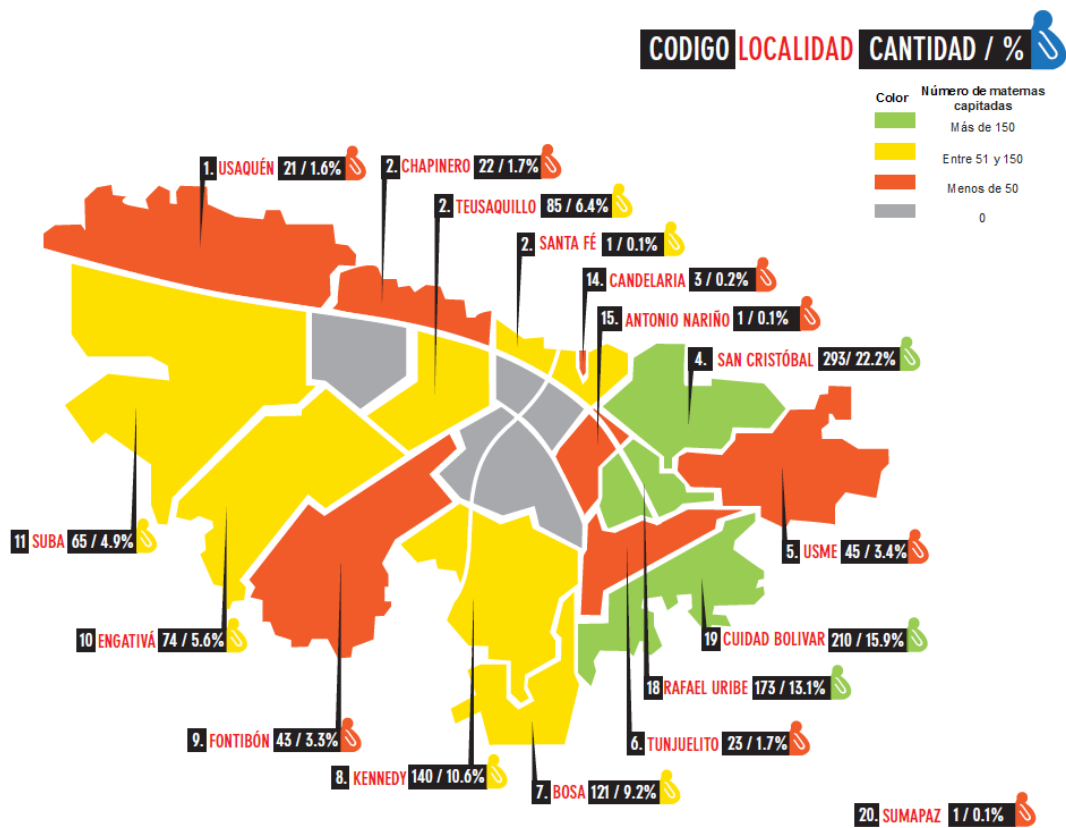 CODIGO LOCALIDAD CANTIDAD / %
Color Número de maternas capitadas
Más de 150
Entre 51 y 150
Menos de 50
0
1. USAQUÉN 21 / 1.6%
2. CHAPINERO 22 / 1.7%
2. TEUSAQUILLO 85 / 6.4%
2. SANTA FÉ 1 / 0.1%
14. CANDELARIA 3 / 0.2%
15. ANTONIO NARIÑO 1 / 0.1%
4. SAN CRISTÓBAL 293/ 22.2%
11 SUBA 65 / 4.9%
5. USME 45 / 3.4%
10 ENGATIVÁ 74 / 5.6%
19 CUIDAD BOLIVAR 210 / 15.9%
18 RAFAEL URIBE 173 / 13.1%
9. FONTIBÓN 43 / 3.3%
6. TUNJUELITO 23 / 1.7%
8. KENNEDY 140 / 10.6%
7. BOSA 121 / 9.2%
20. SUMAPAZ 1 / 0.1%